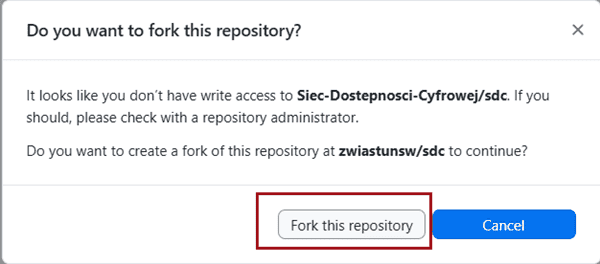 Do you want to fork this repository?
It looks like you don’t have write access to Siec-Dostepnosci-Cyfrowej/sdc. If you
should, please check with a repository administrator.
Do you want to create a fork of this repository at zwiastunsw/sdc to continue?
Fork this repository
Cancel